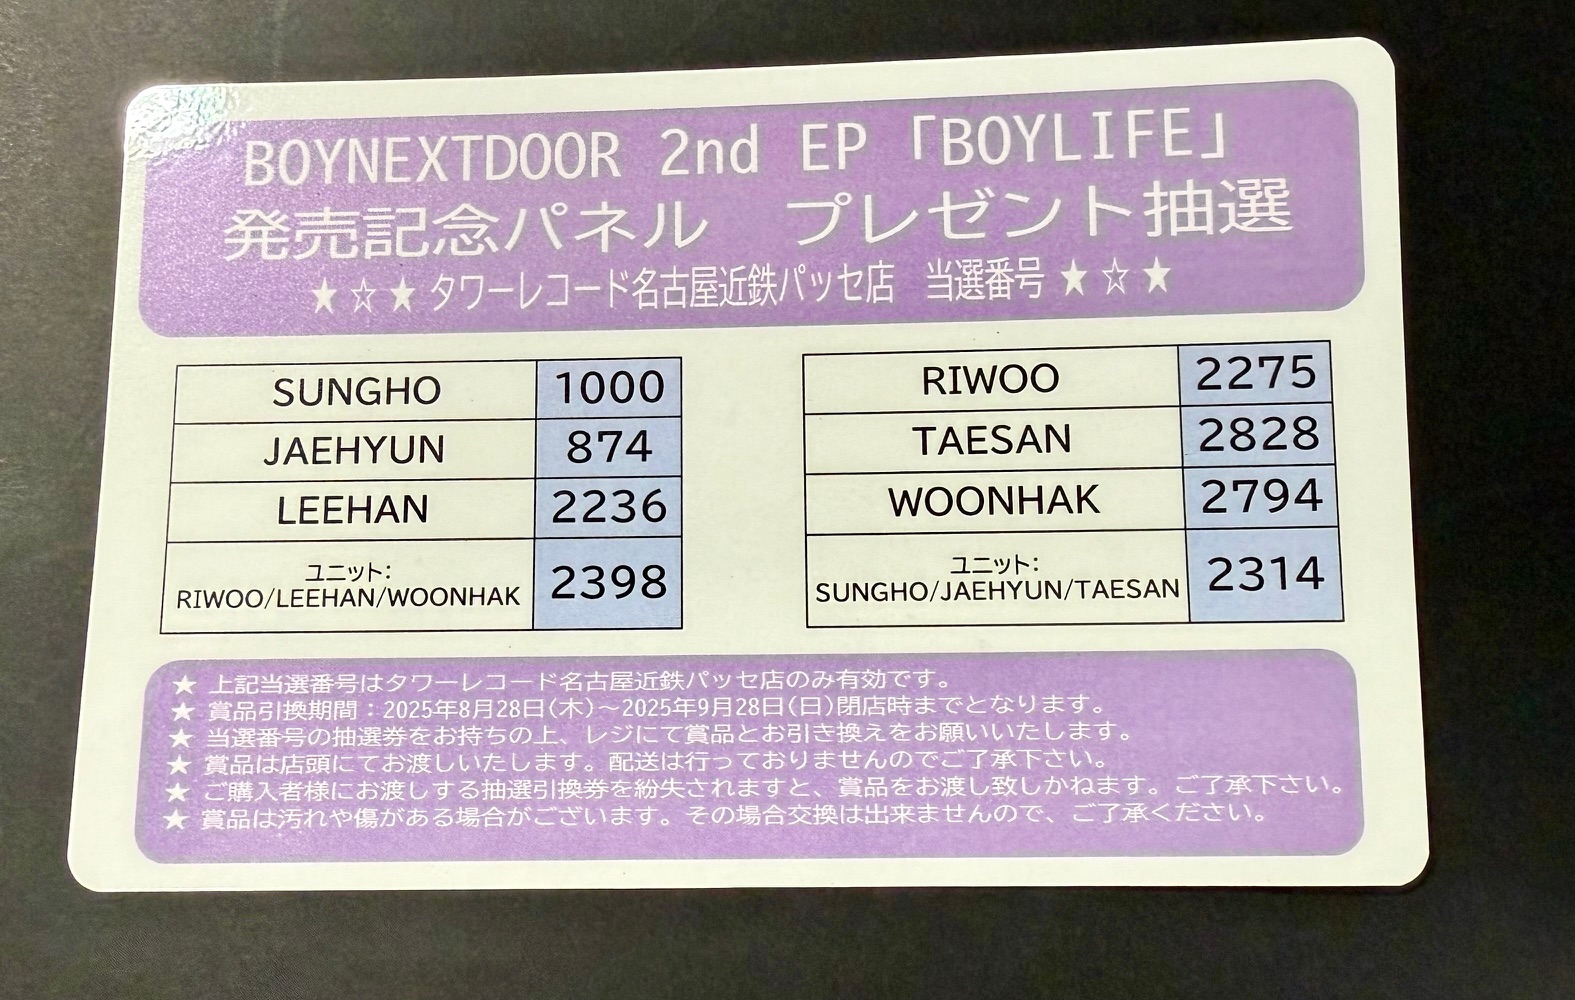 BOYNEXTDOOR 2nd EP「BOYLIFE」
発売記念パネル　プレゼント抽選
★☆★ タワーレコード名古屋近鉄パッセ店　当選番号 ★☆★
SUNGHO 1000
JAEHYUN 874
LEEHAN 2236
ユニット:
RIWOO/LEEHAN/WOONHAK 2398
RIWOO 2275
TAESAN 2828
WOONHAK 2794
ユニット:
SUNGHO/JAEHYUN/TAESAN 2314
★ 上記当選番号はタワーレコード名古屋近鉄パッセ店のみ有効です。
★ 賞品引換期間：2025年8月28日(木)～2025年9月28日(日)閉店時までとなります。
★ 当選番号の抽選券をお持ちの上、レジにて賞品とお引き換えをお願いいたします。
★ 賞品は店頭にてお渡しいたします。配送は行っておりませんのでご了承下さい。
★ ご購入者様にお渡しする抽選引換券を紛失されますと、賞品をお渡し致しかねます。ご了承下さい。
★ 賞品は汚れや傷がある場合がございます。その場合交換は出来ませんので、ご了承ください。